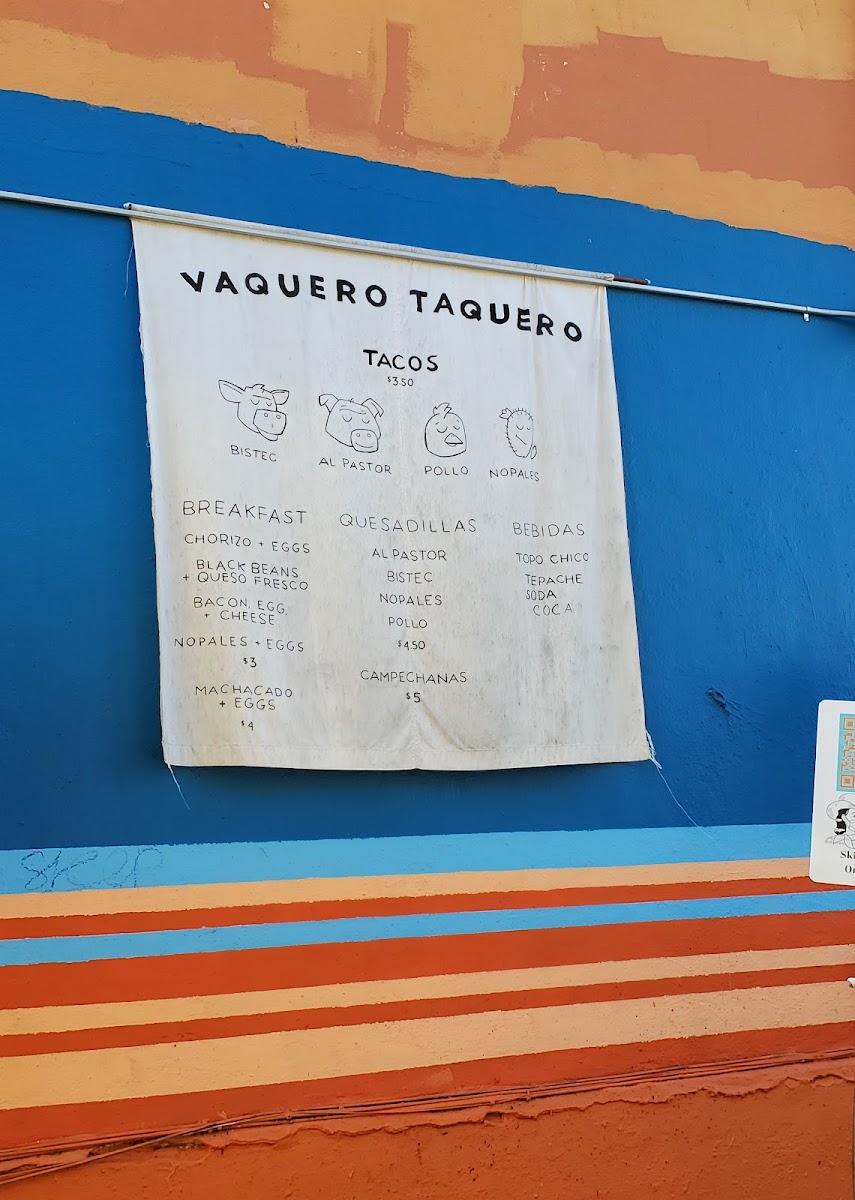 VAQUERO TAQUERO
TACOS
$3.50
BISTEC
AL PASTOR
POLLO
NOPALES
BREAKFAST
CHORIZO + EGGS
BLACK BEANS
+ QUESO FRESCO
BACON, EGG,
+ CHEESE
NOPALES + EGGS
$3
MACHACADO
+ EGGS
$4
QUESADILLAS
AL PASTOR
BISTEC
NOPALES
POLLO
$4.50
CAMPECHANAS
$5
BEBIDAS
TOPO CHICO
TEPACHE
SODA
COCA